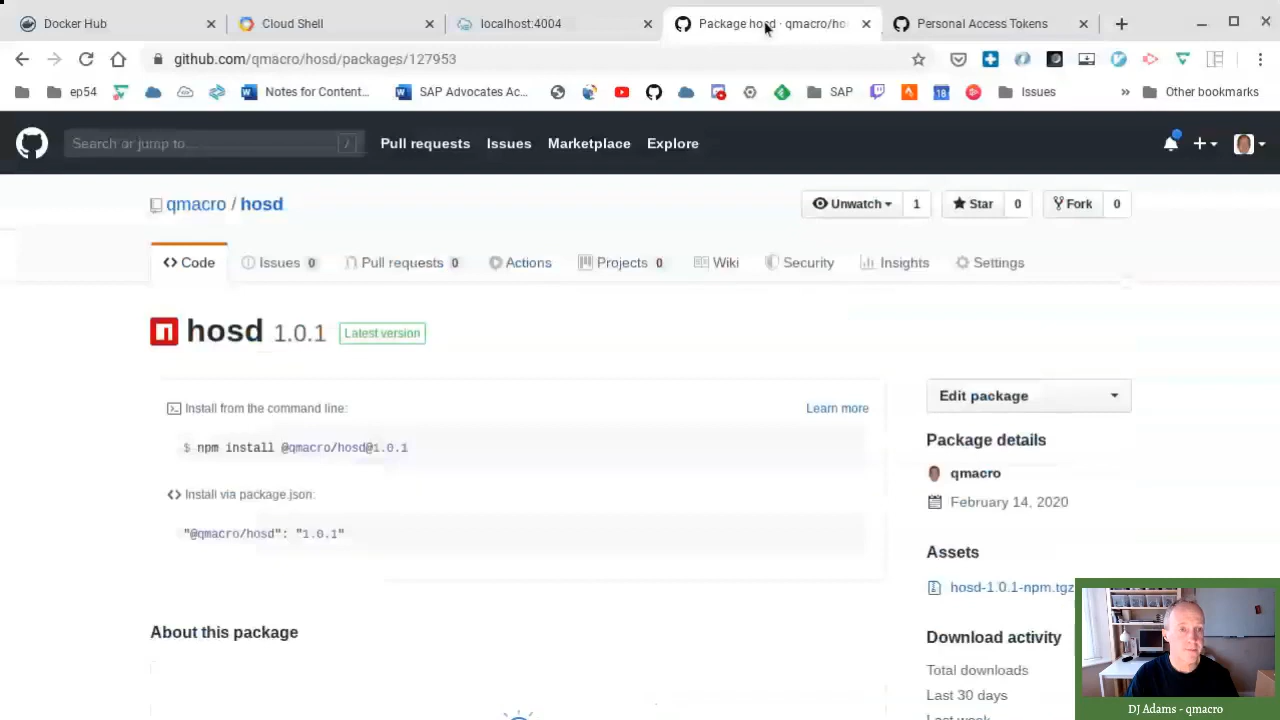 Docker Hub
Cloud Shell
localhost:4004
Package hosd · qmacro/ho
Personal Access Tokens
github.com/qmacro/hosd/packages/127953
ep54
Notes for Content...
SAP Advocates Ac...
18
SAP
Issues
»
Other bookmarks
Search or jump to...
/
Pull requests
Issues
Marketplace
Explore
qmacro / hosd
Unwatch
1
Star
0
Fork
0
<> Code
Issues 0
Pull requests 0
Actions
Projects 0
Wiki
Security
Insights
Settings
hosd 1.0.1
Latest version
Install from the command line:
Learn more
$ npm install @qmacro/hosd@1.0.1
Install via package.json:
"@qmacro/hosd": "1.0.1"
About this package
Edit package
Package details
qmacro
February 14, 2020
Assets
hosd-1.0.1-npm.tgz
Download activity
Total downloads
Last 30 days
Last week
DJ Adams - qmacro